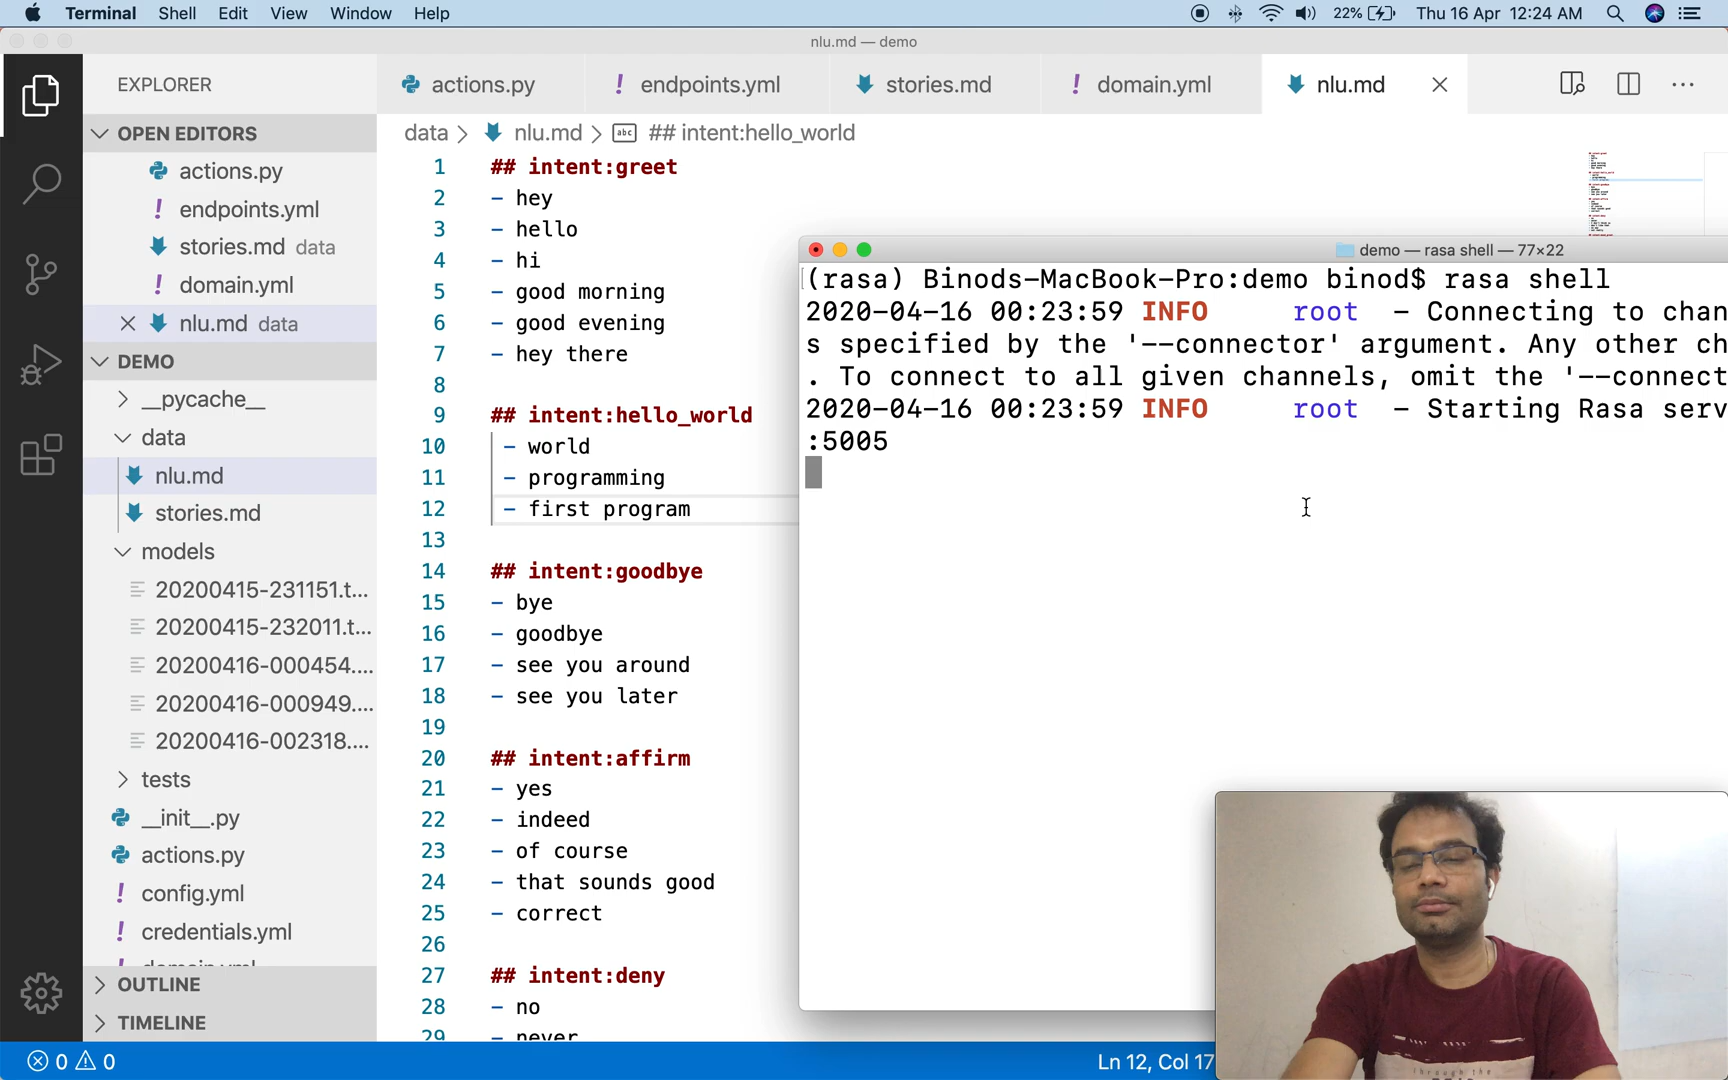 Terminal Shell Edit View Window Help 22% Thu 16 Apr 12:24 AM
nlu.md — demo
EXPLORER
actions.py
! endpoints.yml
stories.md
! domain.yml
nlu.md
OPEN EDITORS
actions.py
! endpoints.yml
stories.md data
! domain.yml
nlu.md data
DEMO
__pycache__
data
nlu.md
stories.md
models
20200415-231151.t...
20200415-232011.t...
20200416-000454....
20200416-000949....
20200416-002318....
tests
__init__.py
actions.py
! config.yml
! credentials.yml
OUTLINE
TIMELINE
data > nlu.md > abc ## intent:hello_world
1 ## intent:greet
2 - hey
3 - hello
4 - hi
5 - good morning
6 - good evening
7 - hey there
8
9 ## intent:hello_world
10 - world
11 - programming
12 - first program
13
14 ## intent:goodbye
15 - bye
16 - goodbye
17 - see you around
18 - see you later
19
20 ## intent:affirm
21 - yes
22 - indeed
23 - of course
24 - that sounds good
25 - correct
26
27 ## intent:deny
28 - no
29 - never
demo — rasa shell — 77×22
(rasa) Binods-MacBook-Pro:demo binod$ rasa shell
2020-04-16 00:23:59 INFO root - Connecting to chan
s specified by the '--connector' argument. Any other ch
. To connect to all given channels, omit the '--connect
2020-04-16 00:23:59 INFO root - Starting Rasa serv
:5005
0 0
Ln 12, Col 17
through the